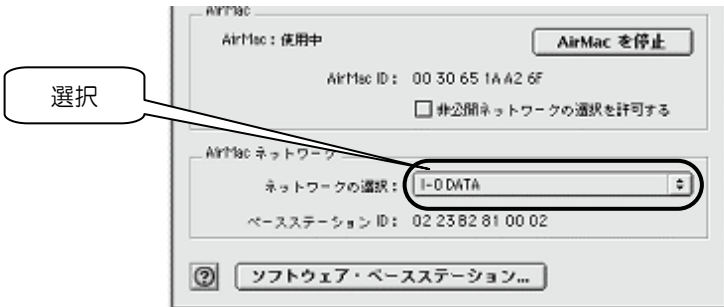 AirMac
AirMac：使用中
AirMac を停止
AirMac ID： 00 30 65 1A A2 6F
選択
非公開ネットワークの選択を許可する
AirMac ネットワーク
ネットワークの選択： I-O DATA
ベースステーション ID： 02 23 B2 81 00 02
?
ソフトウェア・ベースステーション...